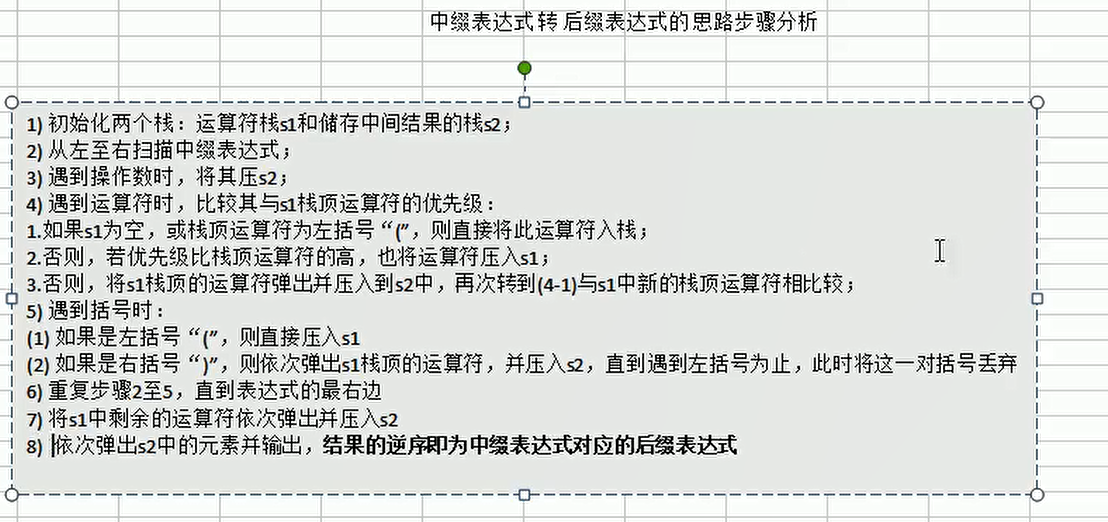 中缀表达式 转 后缀表达式的思路步骤分析
1) 初始化两个栈：运算符栈s1和储存中间结果的栈s2；
2) 从左至右扫描中缀表达式；
3) 遇到操作数时，将其压s2；
4) 遇到运算符时，比较其与s1栈顶运算符的优先级：
1.如果s1为空，或栈顶运算符为左括号“(”，则直接将此运算符入栈；
2.否则，若优先级比栈顶运算符的高，也将运算符压入s1；
3.否则，将s1栈顶的运算符弹出并压入到s2中，再次转到(4-1)与s1中新的栈顶运算符相比较；
5) 遇到括号时：
(1) 如果是左括号“(”，则直接压入s1
(2) 如果是右括号“)”，则依次弹出s1栈顶的运算符，并压入s2，直到遇到左括号为止，此时将这一对括号丢弃
6) 重复步骤2至5，直到表达式的最右边
7) 将s1中剩余的运算符依次弹出并压入s2
8) 依次弹出s2中的元素并输出，结果的逆序即为中缀表达式对应的后缀表达式